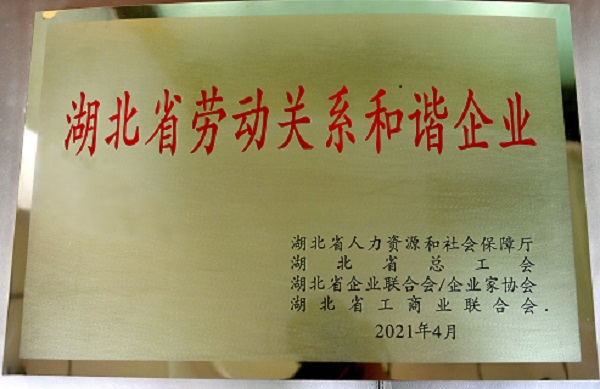 湖北省劳动关系和谐企业
湖北省人力资源和社会保障厅
湖北省总工会
湖北省企业联合会/企业家协会
湖北省工商业联合会.
2021年4月